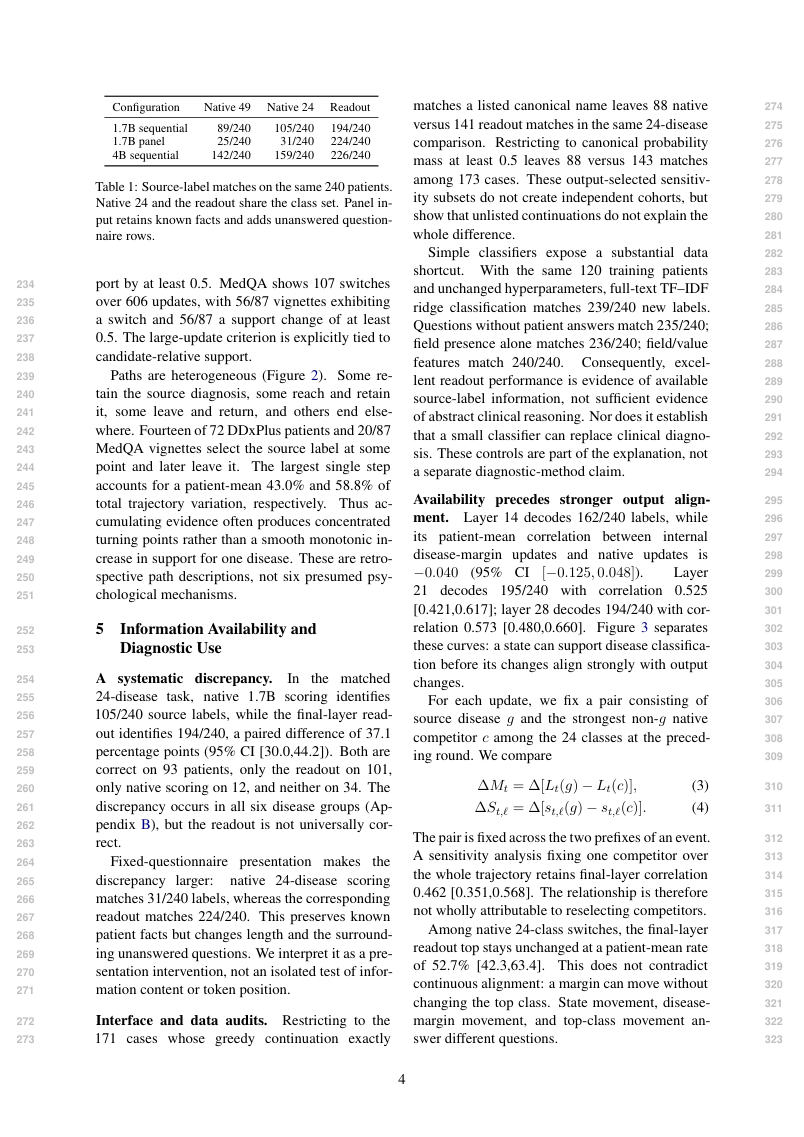 Configuration Native 49 Native 24 Readout
1.7B sequential 89/240 105/240 194/240
1.7B panel 25/240 31/240 224/240
4B sequential 142/240 159/240 226/240
Table 1: Source-label matches on the same 240 patients.
Native 24 and the readout share the class set. Panel in-
put retains known facts and adds unanswered question-
naire rows.
234 port by at least 0.5. MedQA shows 107 switches
235 over 606 updates, with 56/87 vignettes exhibiting
236 a switch and 56/87 a support change of at least
237 0.5. The large-update criterion is explicitly tied to
238 candidate-relative support.
239 Paths are heterogeneous (Figure 2). Some re-
240 tain the source diagnosis, some reach and retain
241 it, some leave and return, and others end else-
242 where. Fourteen of 72 DDxPlus patients and 20/87
243 MedQA vignettes select the source label at some
244 point and later leave it. The largest single step
245 accounts for a patient-mean 43.0% and 58.8% of
246 total trajectory variation, respectively. Thus ac-
247 cumulating evidence often produces concentrated
248 turning points rather than a smooth monotonic in-
249 crease in support for one disease. These are retro-
250 spective path descriptions, not six presumed psy-
251 chological mechanisms.
252 5 Information Availability and
253 Diagnostic Use
254 A systematic discrepancy. In the matched
255 24-disease task, native 1.7B scoring identifies
256 105/240 source labels, while the final-layer read-
257 out identifies 194/240, a paired difference of 37.1
258 percentage points (95% CI [30.0,44.2]). Both are
259 correct on 93 patients, only the readout on 101,
260 only native scoring on 12, and neither on 34. The
261 discrepancy occurs in all six disease groups (Ap-
262 pendix B), but the readout is not universally cor-
263 rect.
264 Fixed-questionnaire presentation makes the
265 discrepancy larger: native 24-disease scoring
266 matches 31/240 labels, whereas the corresponding
267 readout matches 224/240. This preserves known
268 patient facts but changes length and the surround-
269 ing unanswered questions. We interpret it as a pre-
270 sentation intervention, not an isolated test of infor-
271 mation content or token position.
272 Interface and data audits. Restricting to the
273 171 cases whose greedy continuation exactly
matches a listed canonical name leaves 88 native 274
versus 141 readout matches in the same 24-disease 275
comparison. Restricting to canonical probability 276
mass at least 0.5 leaves 88 versus 143 matches 277
among 173 cases. These output-selected sensitiv- 278
ity subsets do not create independent cohorts, but 279
show that unlisted continuations do not explain the 280
whole difference. 281
Simple classifiers expose a substantial data 282
shortcut. With the same 120 training patients 283
and unchanged hyperparameters, full-text TF–IDF 284
ridge classification matches 239/240 new labels. 285
Questions without patient answers match 235/240; 286
field presence alone matches 236/240; field/value 287
features match 240/240. Consequently, excel- 288
lent readout performance is evidence of available 289
source-label information, not sufficient evidence 290
of abstract clinical reasoning. Nor does it establish 291
that a small classifier can replace clinical diagno- 292
sis. These controls are part of the explanation, not 293
a separate diagnostic-method claim. 294
Availability precedes stronger output align- 295
ment. Layer 14 decodes 162/240 labels, while 296
its patient-mean correlation between internal 297
disease-margin updates and native updates is 298
−0.040 (95% CI [−0.125, 0.048]). Layer 299
21 decodes 195/240 with correlation 0.525 300
[0.421,0.617]; layer 28 decodes 194/240 with cor- 301
relation 0.573 [0.480,0.660]. Figure 3 separates 302
these curves: a state can support disease classifica- 303
tion before its changes align strongly with output 304
changes. 305
For each update, we fix a pair consisting of 306
source disease g and the strongest non-g native 307
competitor c among the 24 classes at the preced- 308
ing round. We compare 309
ΔMₜ = Δ[Lₜ(g) − Lₜ(c)], (3) 310
ΔSₜ,ℓ = Δ[sₜ,ℓ(g) − sₜ,ℓ(c)]. (4) 311
The pair is fixed across the two prefixes of an event. 312
A sensitivity analysis fixing one competitor over 313
the whole trajectory retains final-layer correlation 314
0.462 [0.351,0.568]. The relationship is therefore 315
not wholly attributable to reselecting competitors. 316
Among native 24-class switches, the final-layer 317
readout top stays unchanged at a patient-mean rate 318
of 52.7% [42.3,63.4]. This does not contradict 319
continuous alignment: a margin can move without 320
changing the top class. State movement, disease- 321
margin movement, and top-class movement an- 322
swer different questions. 323
4